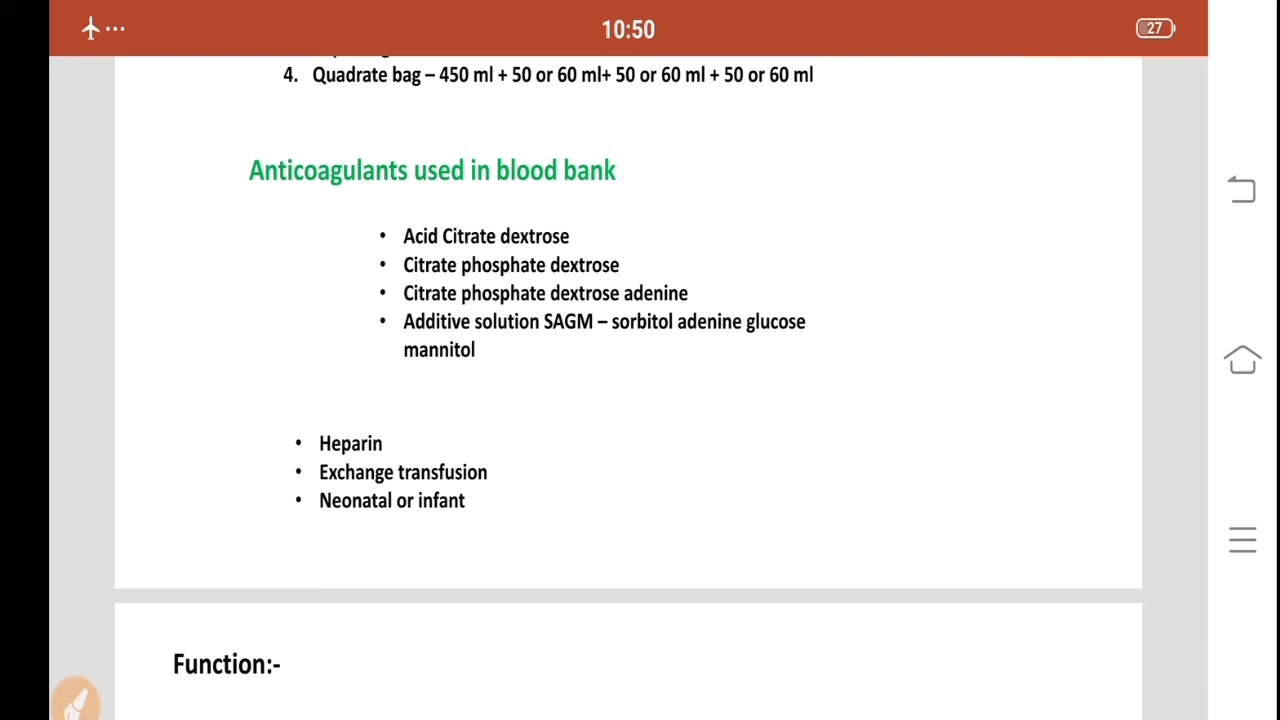 10:50
27
4. Quadrate bag – 450 ml + 50 or 60 ml+ 50 or 60 ml + 50 or 60 ml
Anticoagulants used in blood bank
• Acid Citrate dextrose
• Citrate phosphate dextrose
• Citrate phosphate dextrose adenine
• Additive solution SAGM – sorbitol adenine glucose
mannitol
• Heparin
• Exchange transfusion
• Neonatal or infant
Function:-